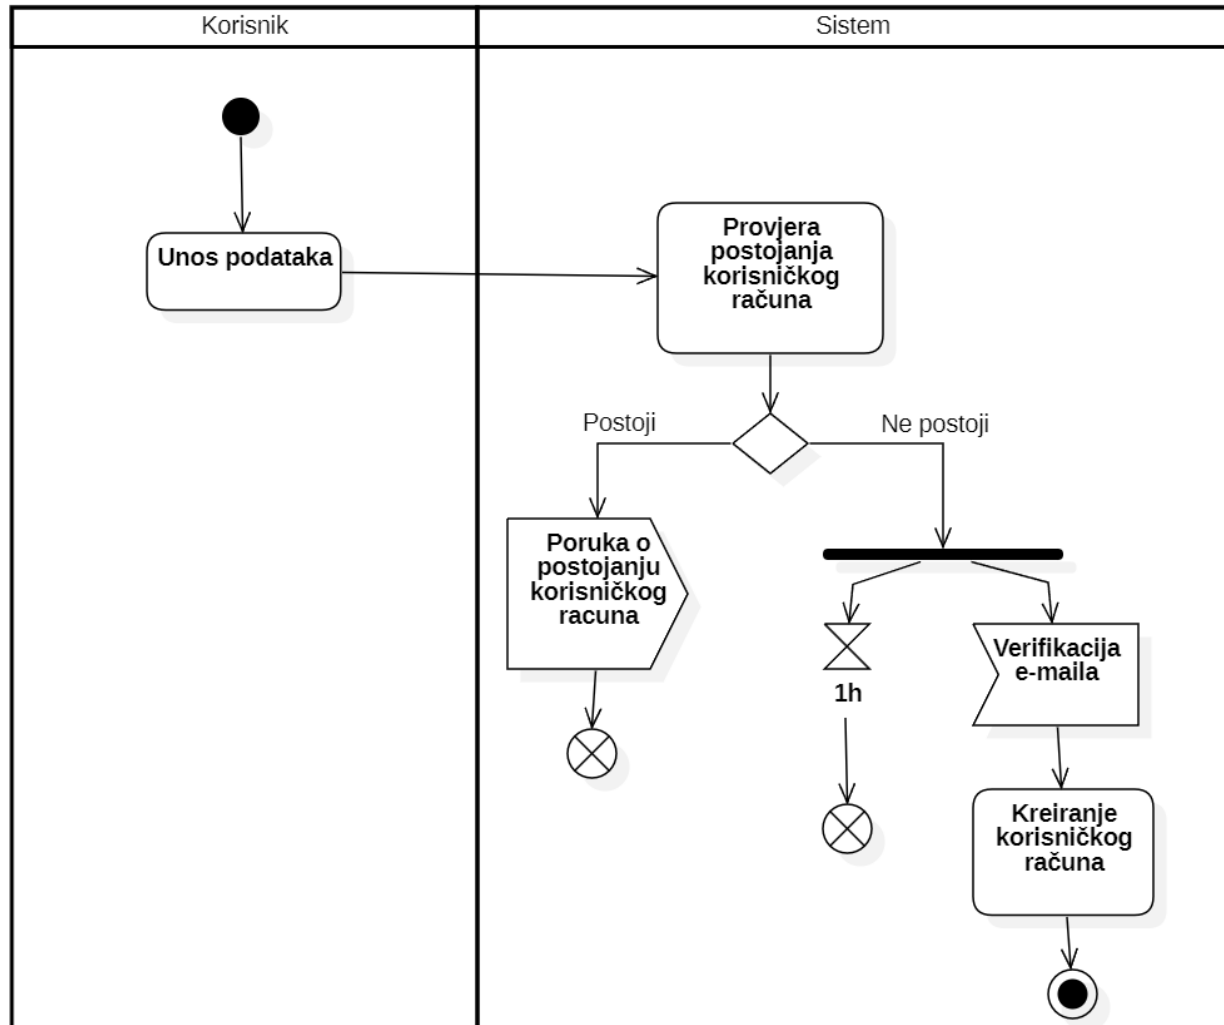 Korisnik
Sistem
Unos podataka
Provjera
postojanja
korisničkog
računa
Postoji
Ne postoji
Poruka o
postojanju
korisničkog
racuna
1h
Verifikacija
e-maila
Kreiranje
korisničkog
računa